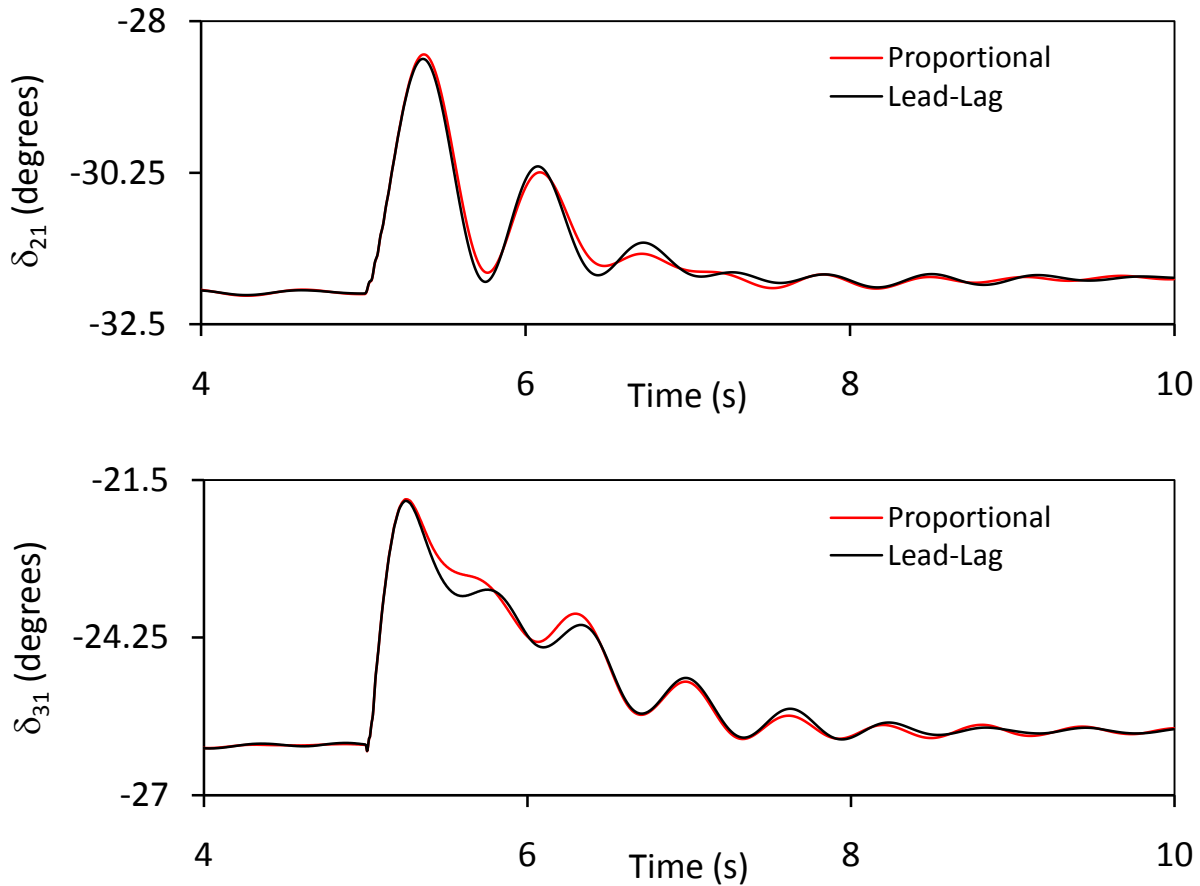 -28
Proportional
Lead-Lag
δ21 (degrees)
-30.25
-32.5
4 6 8 10
Time (s)
-21.5
Proportional
Lead-Lag
δ31 (degrees)
-24.25
-27
4 6 8 10
Time (s)